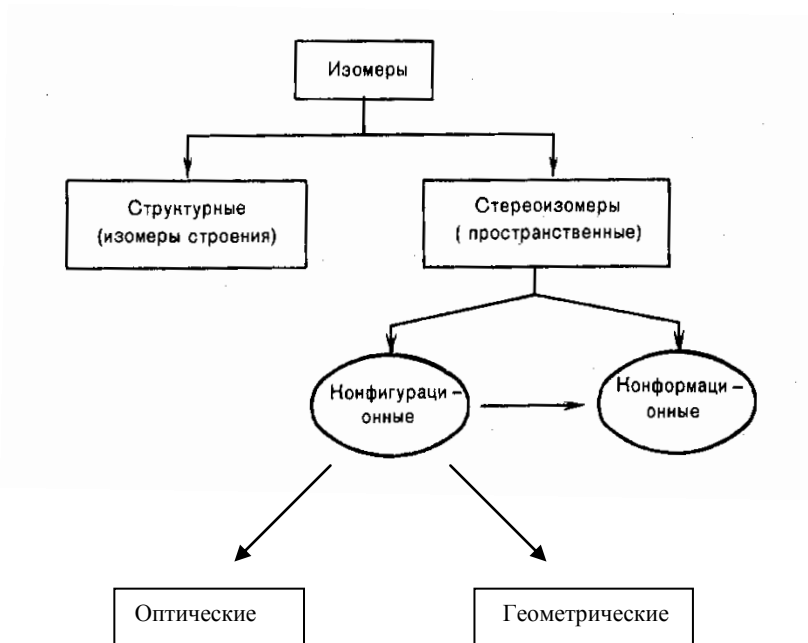 Изомеры
Структурные
(изомеры строения)
Стереоизомеры
( пространственные)
Конфигураци –
онные
Конформаци –
онные
Оптические
Геометрические